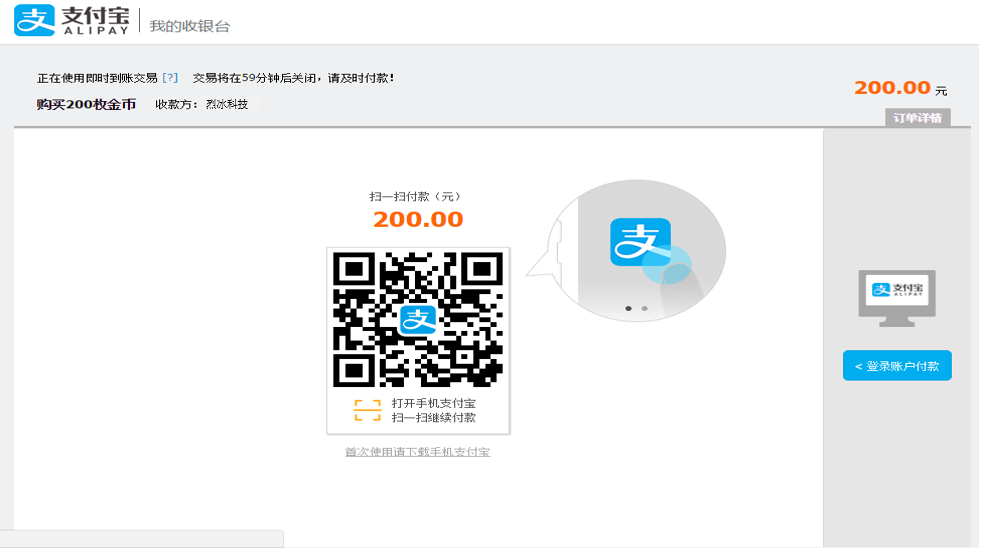 支付宝 ALIPAY 我的收银台
正在使用即时到账交易 [?] 交易将在59分钟后关闭，请及时付款！
购买200枚金币 收款方：烈冰科技
200.00 元
订单详情
扫一扫付款（元）
200.00
支
支
打开手机支付宝
扫一扫继续付款
首次使用请下载手机支付宝
支付宝
ALIPAY
< 登录账户付款